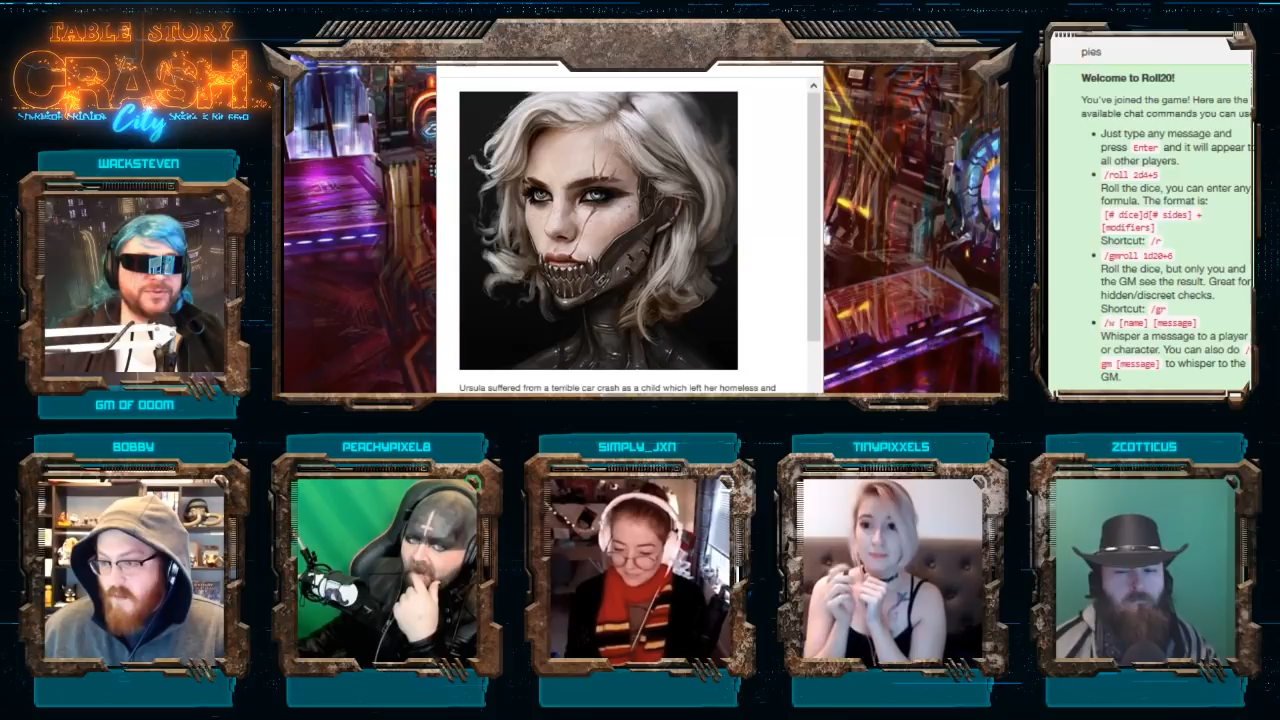 TABLE STORY
CRASH
City
WACKSTEVEN
GM OF DOOM
Ursula suffered from a terrible car crash as a child which left her homeless and
pies
Welcome to Roll20!
You've joined the game! Here are the
available chat commands you can use
Just type any message and
press Enter and it will appear
all other players.
/roll 2d4+5
Roll the dice, you can enter any
formula. The format is:
[# dice]d[# sides] +
[modifiers]
Shortcut: /r
/gmroll 1d20+6
Roll the dice, but only you and
the GM see the result. Great for
hidden/discreet checks.
Shortcut: /gr
/w [name] [message]
Whisper a message to a player
or character. You can also do /
gm [message] to whisper to the
GM.
BOBBY
PEACHYPIXEL8
SIMPLY_JXN
TINYPIXXELS
ZCOTTICUS